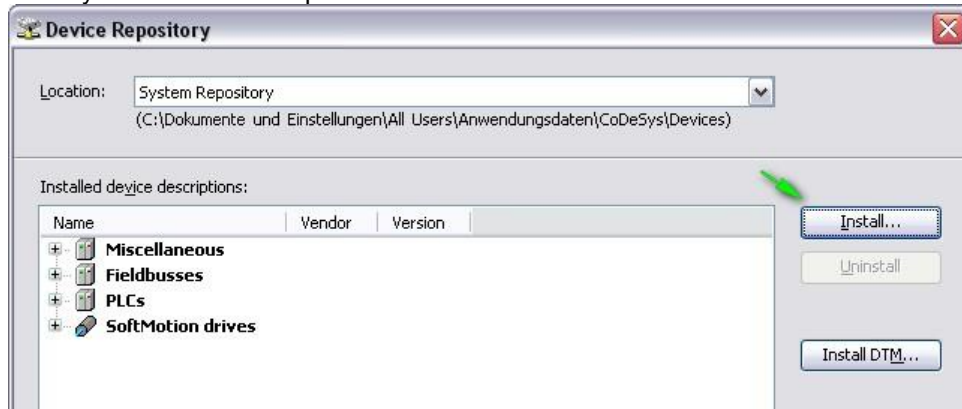 Device Repository
Location: System Repository
(C:\Dokumente und Einstellungen\All Users\Anwendungsdaten\CoDeSys\Devices)
Installed device descriptions:
Name Vendor Version
Install...
Miscellaneous
Uninstall
Fieldbusses
PLCs
SoftMotion drives
Install DTM...